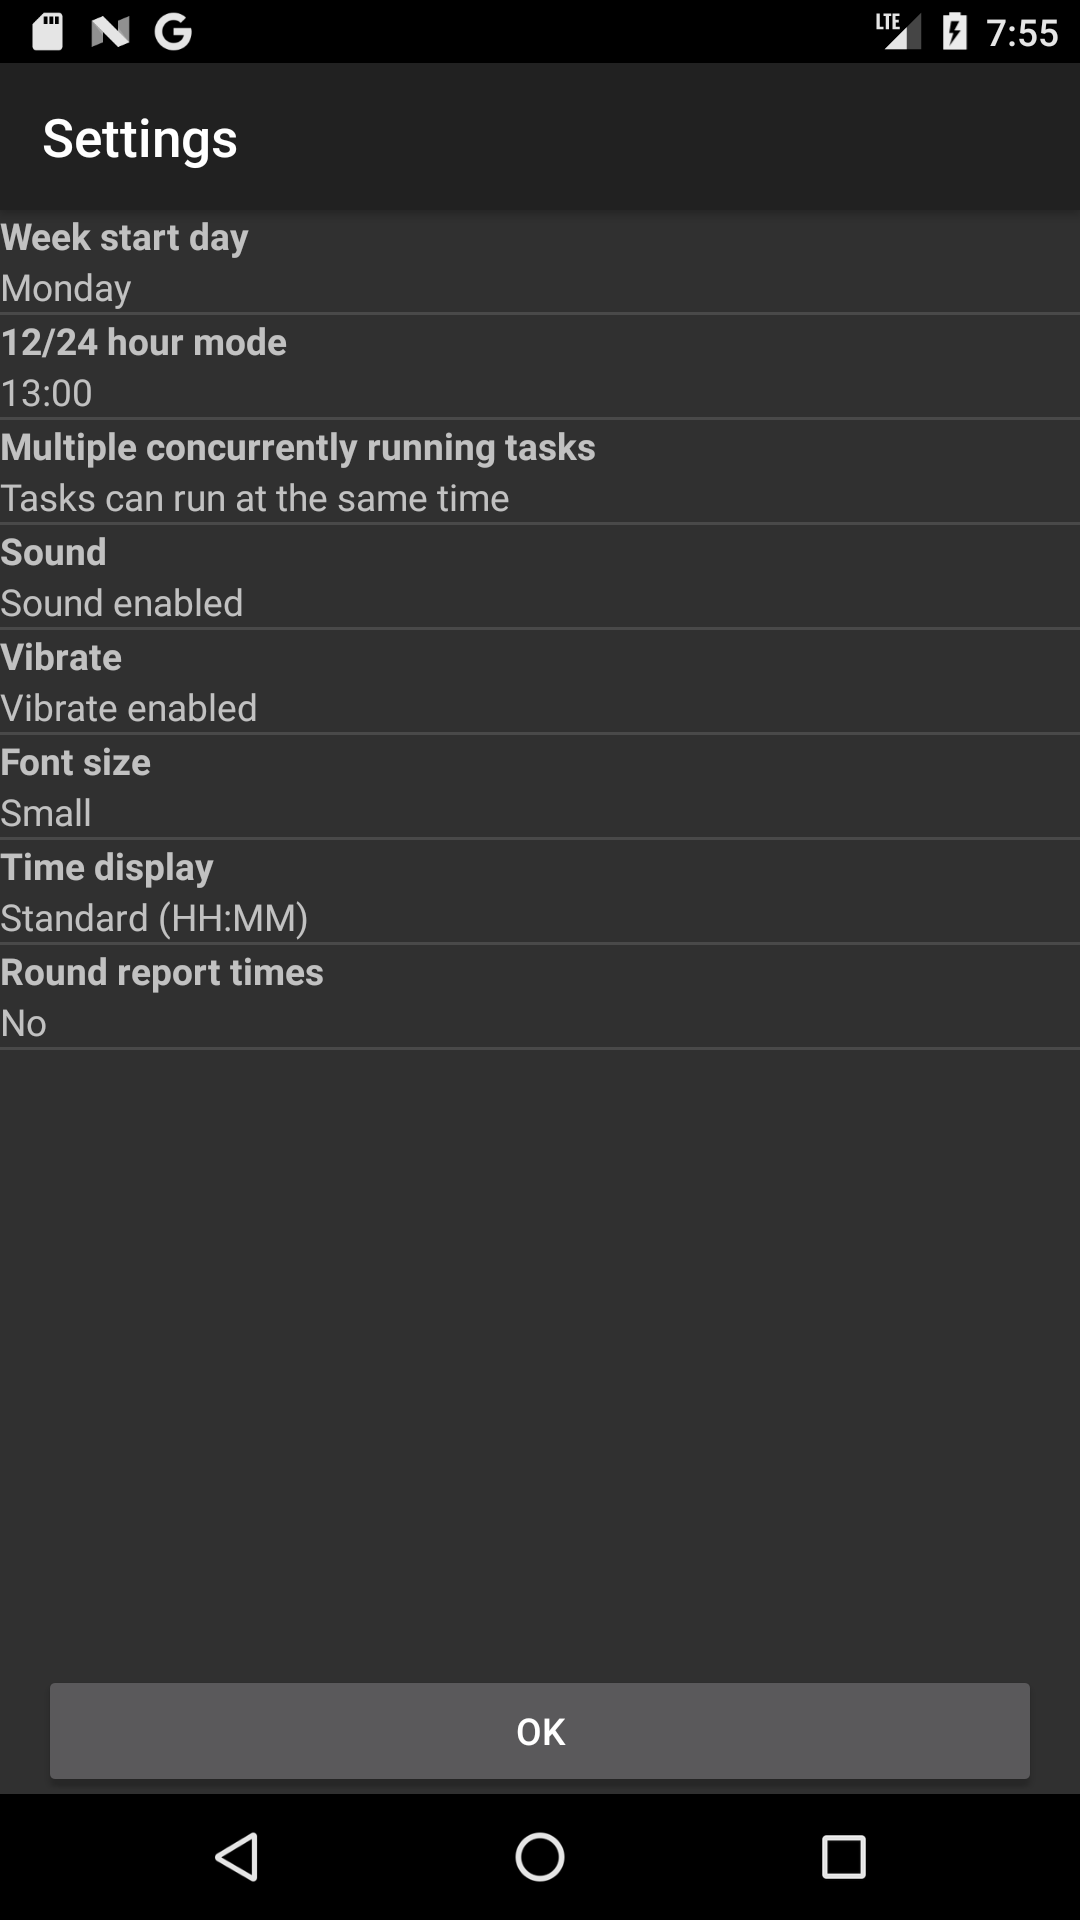 LTE 7:55
Settings
Week start day
Monday
12/24 hour mode
13:00
Multiple concurrently running tasks
Tasks can run at the same time
Sound
Sound enabled
Vibrate
Vibrate enabled
Font size
Small
Time display
Standard (HH:MM)
Round report times
No
OK